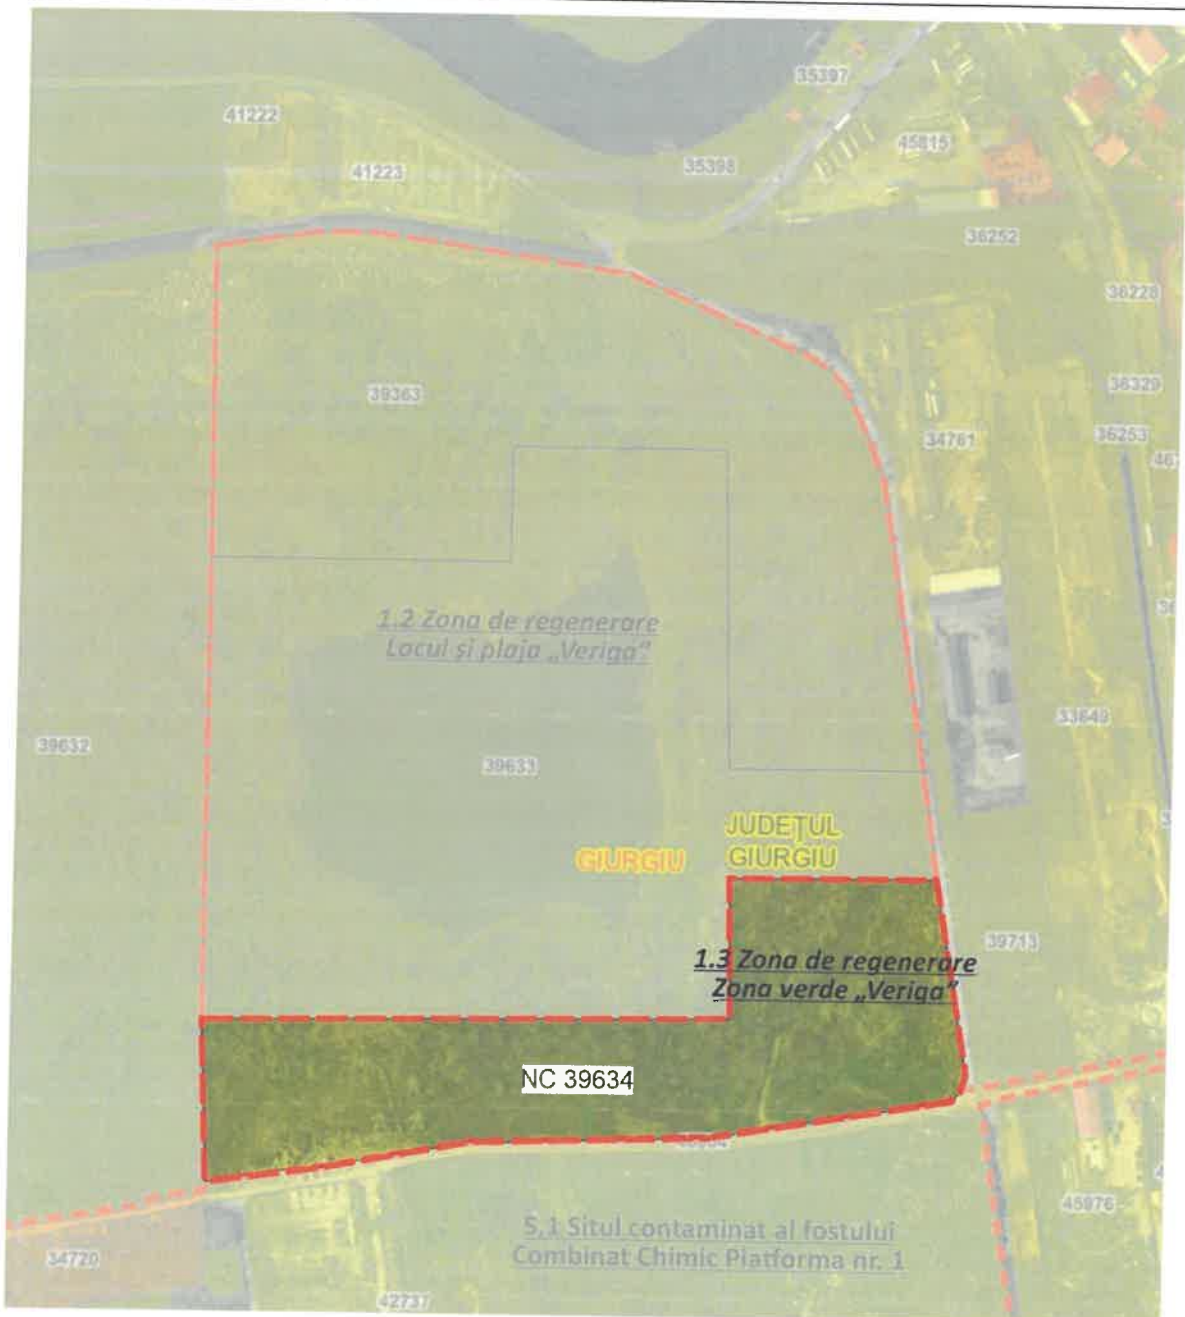 35397
41222
45815
41223
35398
36252
36228
39363
36329
36253
34761
1.2 Zona de regenerare
Lacul și plaja „Veriga”
33649
39632
39633
JUDEȚUL
GIURGIU
GIURGIU
39713
1.3 Zona de regenerare
Zona verde „Veriga”
NC 39634
45976
5,1 Situl contaminat al fostului
Combinat Chimic Platforma nr. 1
34720
42737